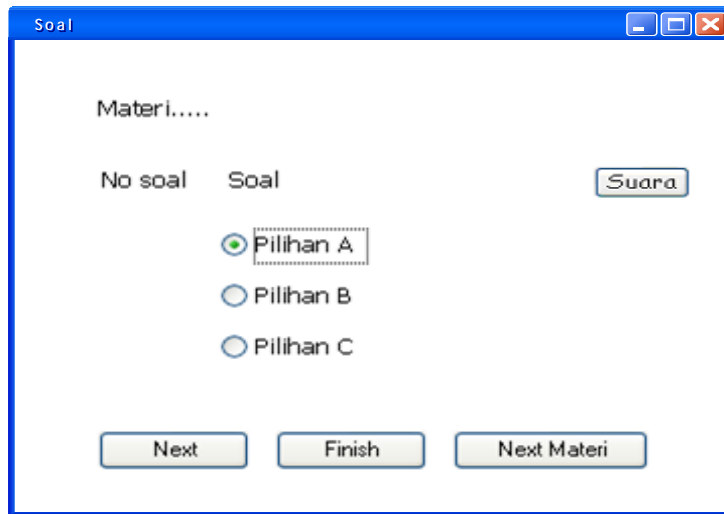 Soal
Materi.....
No soal Soal Suara
Pilihan A
Pilihan B
Pilihan C
Next Finish Next Materi